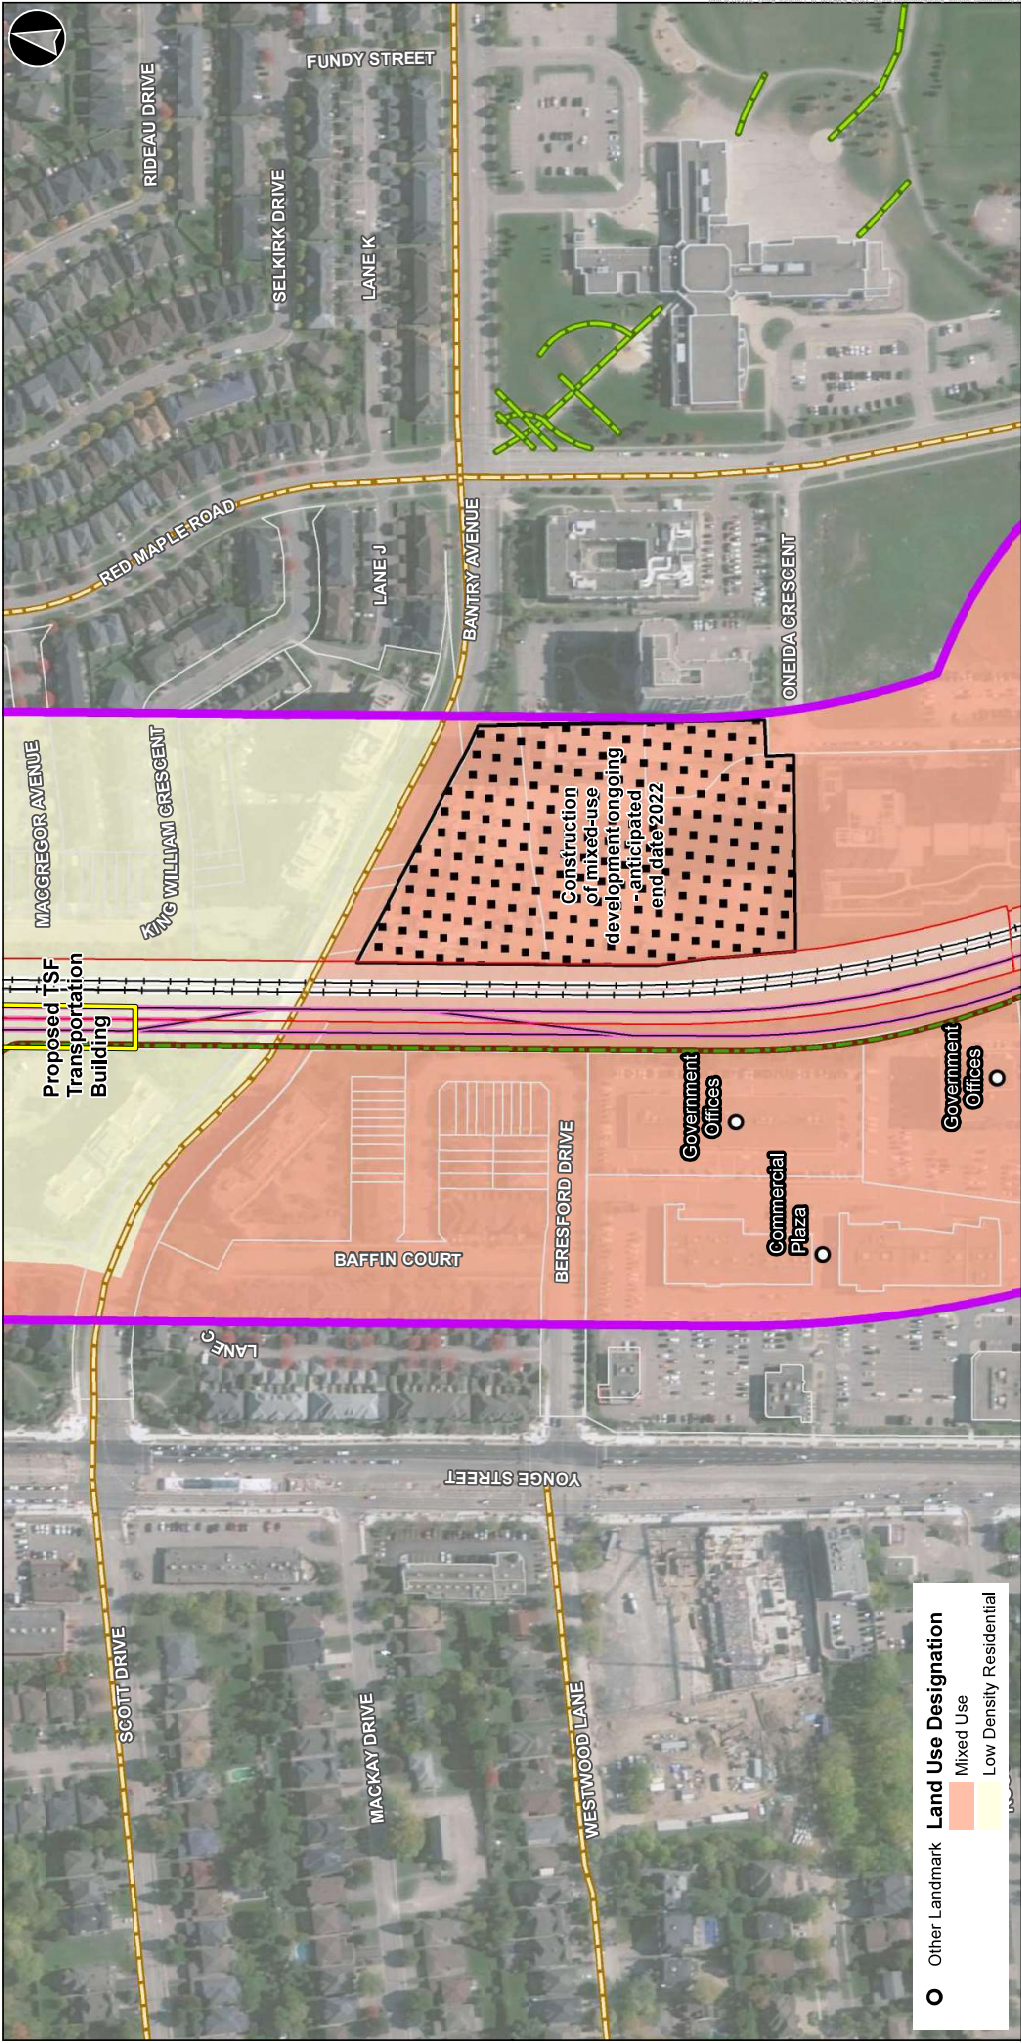 FUNDY STREET
RIDEAU DRIVE
SELKIRK DRIVE
LANE K
RED MAPLE ROAD
LANE J
BANTRY AVENUE
ONEIDA CRESCENT
MACGREGOR AVENUE
KING WILLIAM CRESCENT
Construction
of mixed-use
development ongoing
- anticipated
end date 2022
Proposed TSF
Transportation
Building
Government
Offices
Government
Offices
Commercial
Plaza
BERESFORD DRIVE
BAFFIN COURT
LANE C
YONGE STREET
SCOTT DRIVE
MACKAY DRIVE
WESTWOOD LANE
Other Landmark
Land Use Designation
Mixed Use
Low Density Residential